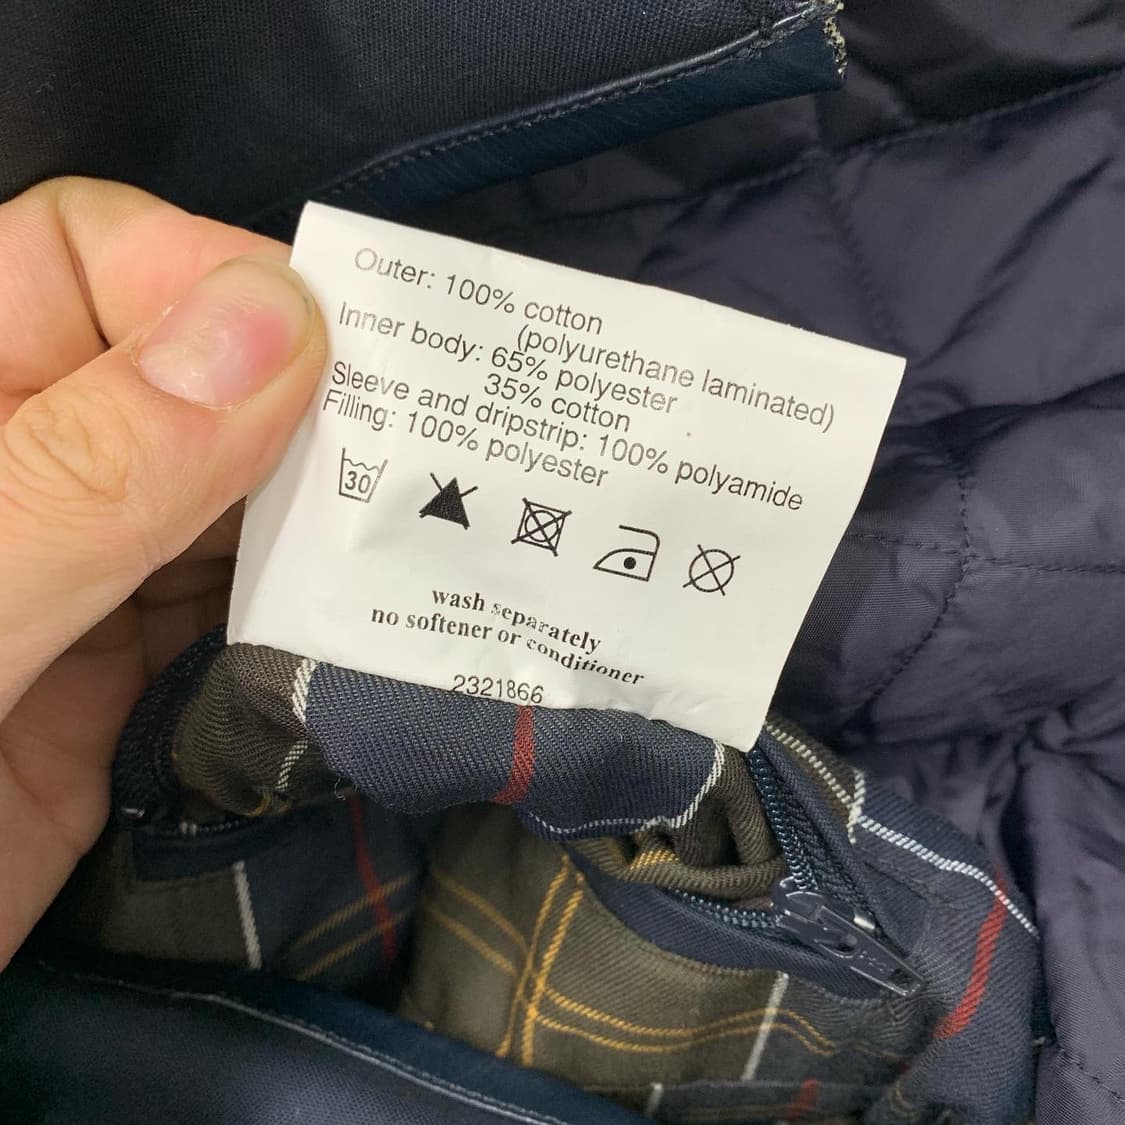 Outer: 100% cotton
(polyurethane laminated)
Inner body: 65% polyester
35% cotton
Sleeve and dripstrip: 100% polyamide
Filling: 100% polyester
30
wash separately
no softener or conditioner
2321866